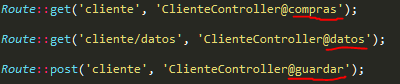 Route::get('cliente', 'ClienteController@compras');
Route::get('cliente/datos', 'ClienteController@datos');
Route::post('cliente', 'ClienteController@guardar');